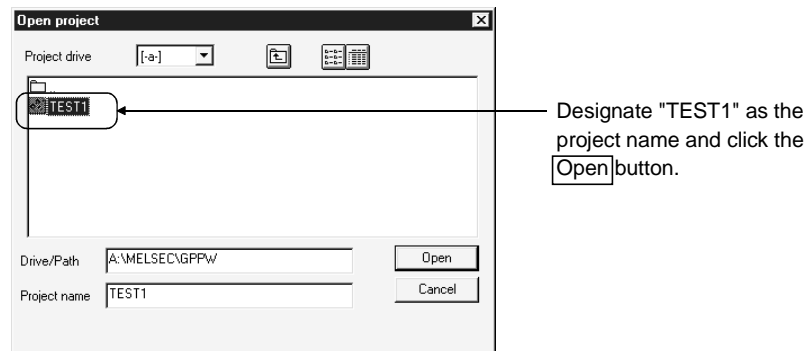 Open project
Project drive
[-a-]
..
TEST1
Designate "TEST1" as the
project name and click the
Open button.
Drive/Path
A:\MELSEC\GPPW
Open
Project name
TEST1
Cancel